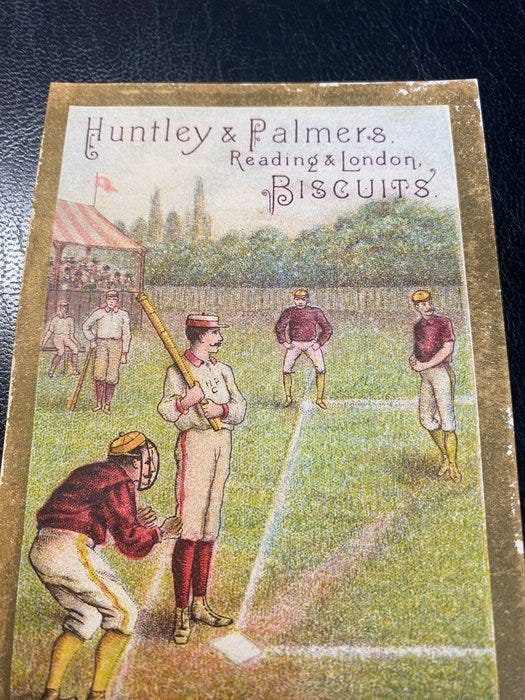 Huntley & Palmers.
Reading & London,
Biscuits.
H P
C